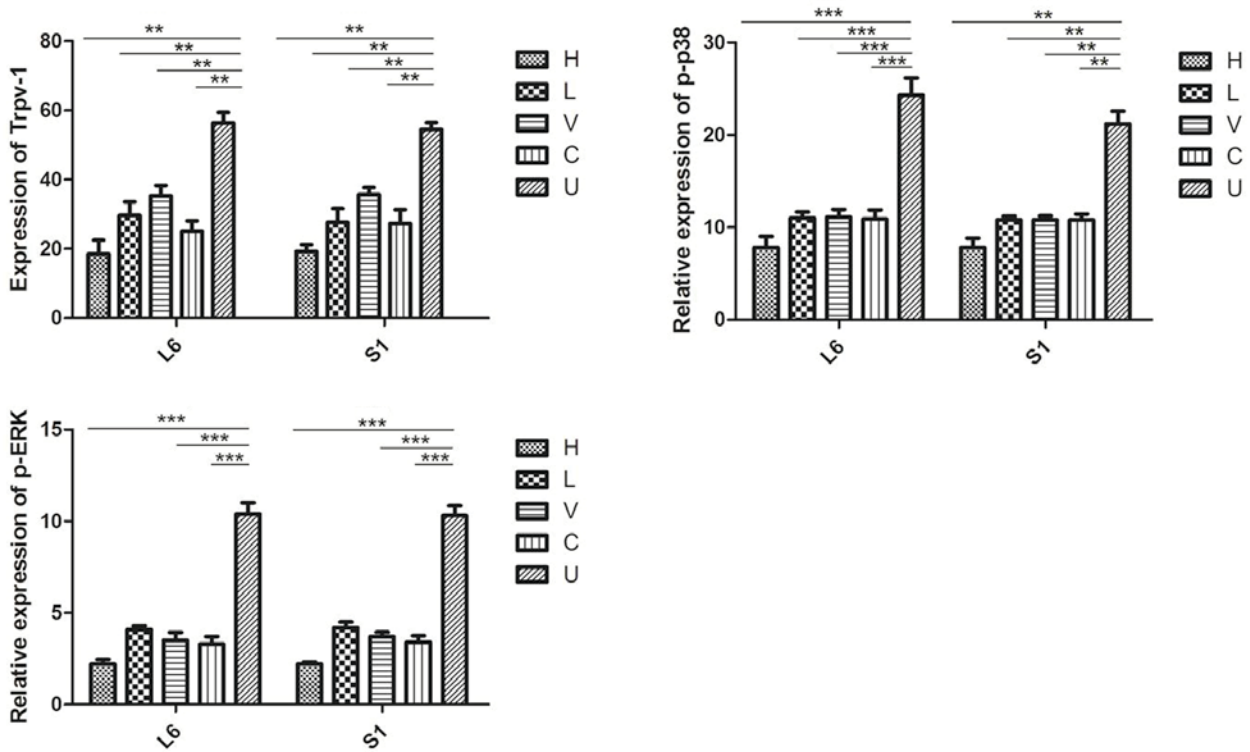 Expression of Trpv-1
80
60
40
20
0
**
**
**
**
**
**
**
**
L6
S1
H
L
V
C
U
Relative expression of p-p38
30
20
10
0
***
***
***
***
**
**
**
**
L6
S1
H
L
V
C
U
Relative expression of p-ERK
15
10
5
0
***
***
***
***
***
***
L6
S1
H
L
V
C
U